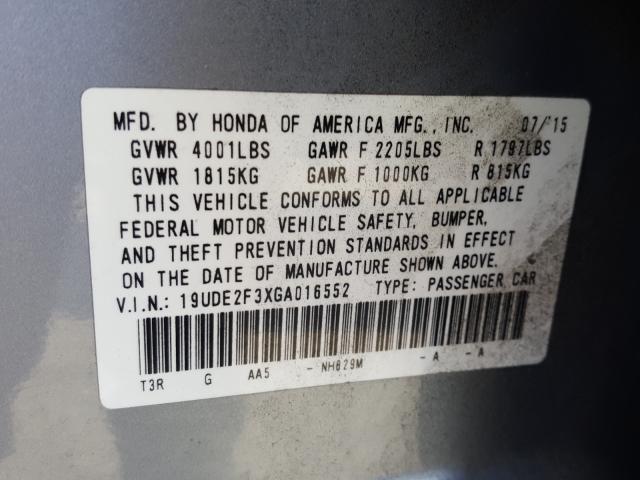 MFD. BY HONDA OF AMERICA MFG., INC. 07/'15
GVWR 4001LBS GAWR F 2205LBS R 1797LBS
GVWR 1815KG GAWR F 1000KG R 815KG
THIS VEHICLE CONFORMS TO ALL APPLICABLE
FEDERAL MOTOR VEHICLE SAFETY, BUMPER,
AND THEFT PREVENTION STANDARDS IN EFFECT
ON THE DATE OF MANUFACTURE SHOWN ABOVE.
V.I.N.: 19UDE2F3XGA016552 TYPE: PASSENGER CAR
T3R G AA5 - NH829M - A - A